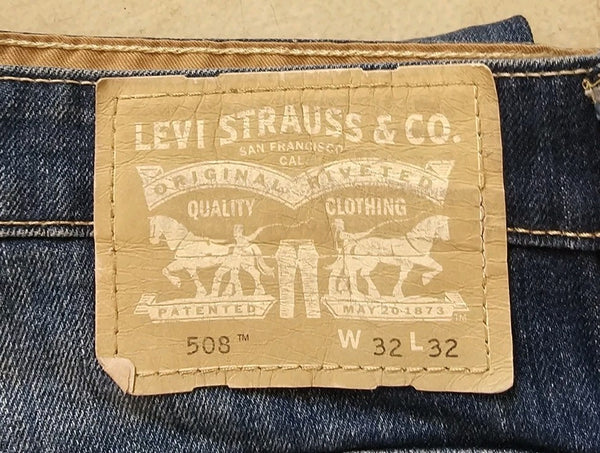 LEVI STRAUSS & CO.
SAN FRANCISCO
CAL.
ORIGINAL RIVETED
QUALITY CLOTHING
PATENTED MAY 20 1873 TM
508™ W 32 L 32